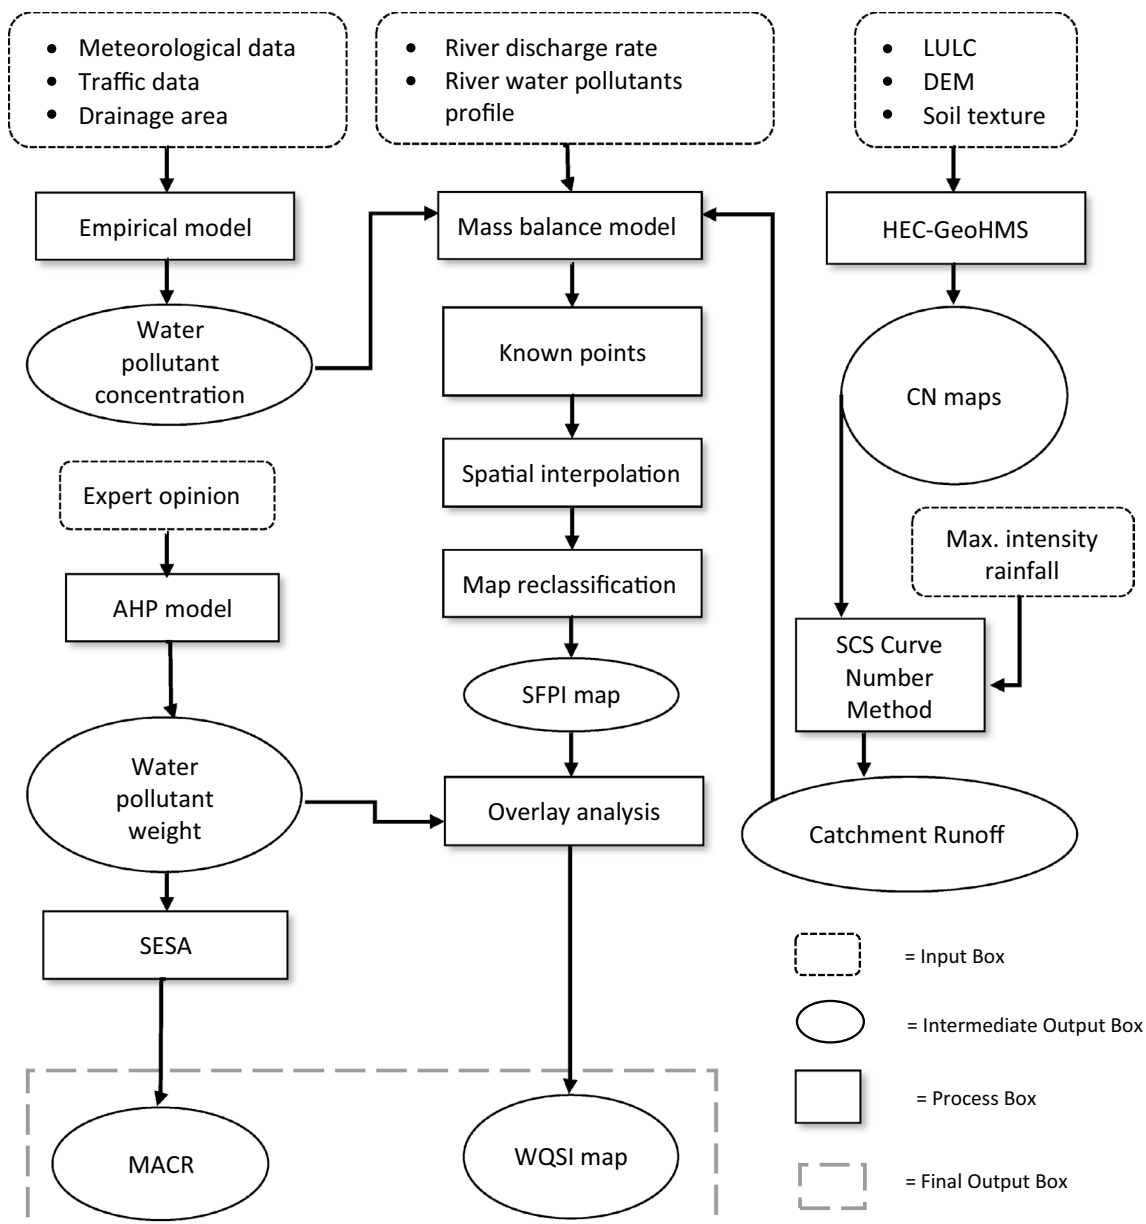 • Meteorological data
• Traffic data
• Drainage area
• River discharge rate
• River water pollutants
profile
• LULC
• DEM
• Soil texture
Empirical model
Mass balance model
HEC-GeoHMS
Water
pollutant
concentration
Known points
CN maps
Expert opinion
Spatial interpolation
Max. intensity
rainfall
AHP model
Map reclassification
SCS Curve
Number
Method
SFPI map
Water
pollutant
weight
Overlay analysis
Catchment Runoff
SESA
= Input Box
= Intermediate Output Box
= Process Box
MACR
WQSI map
= Final Output Box